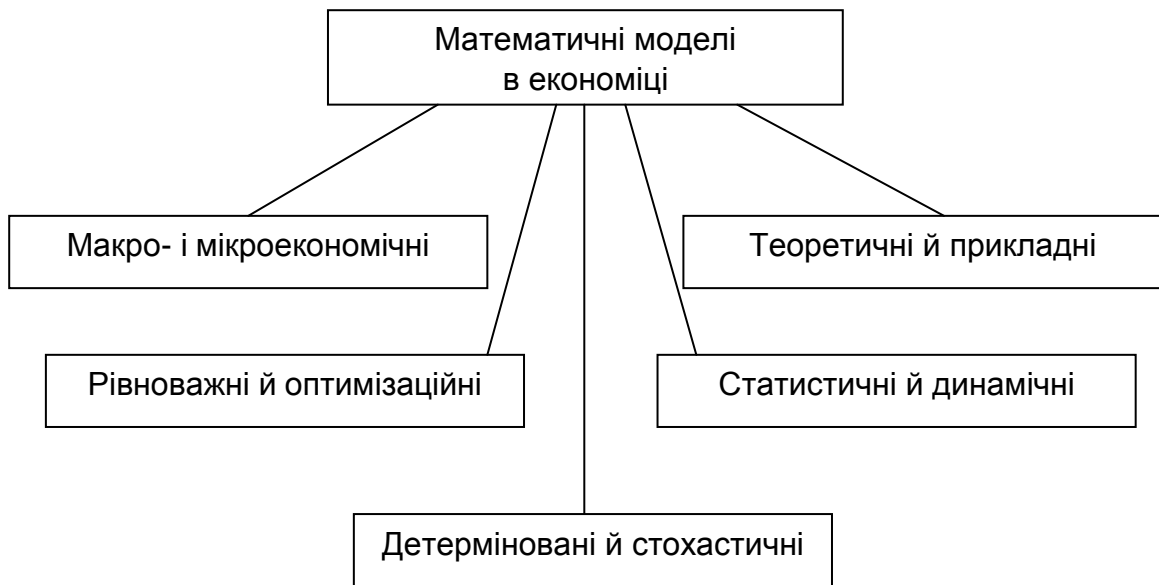 Математичні моделі
в економіці
Макро- і мікроекономічні
Теоретичні й прикладні
Рівноважні й оптимізаційні
Статистичні й динамічні
Детерміновані й стохастичні